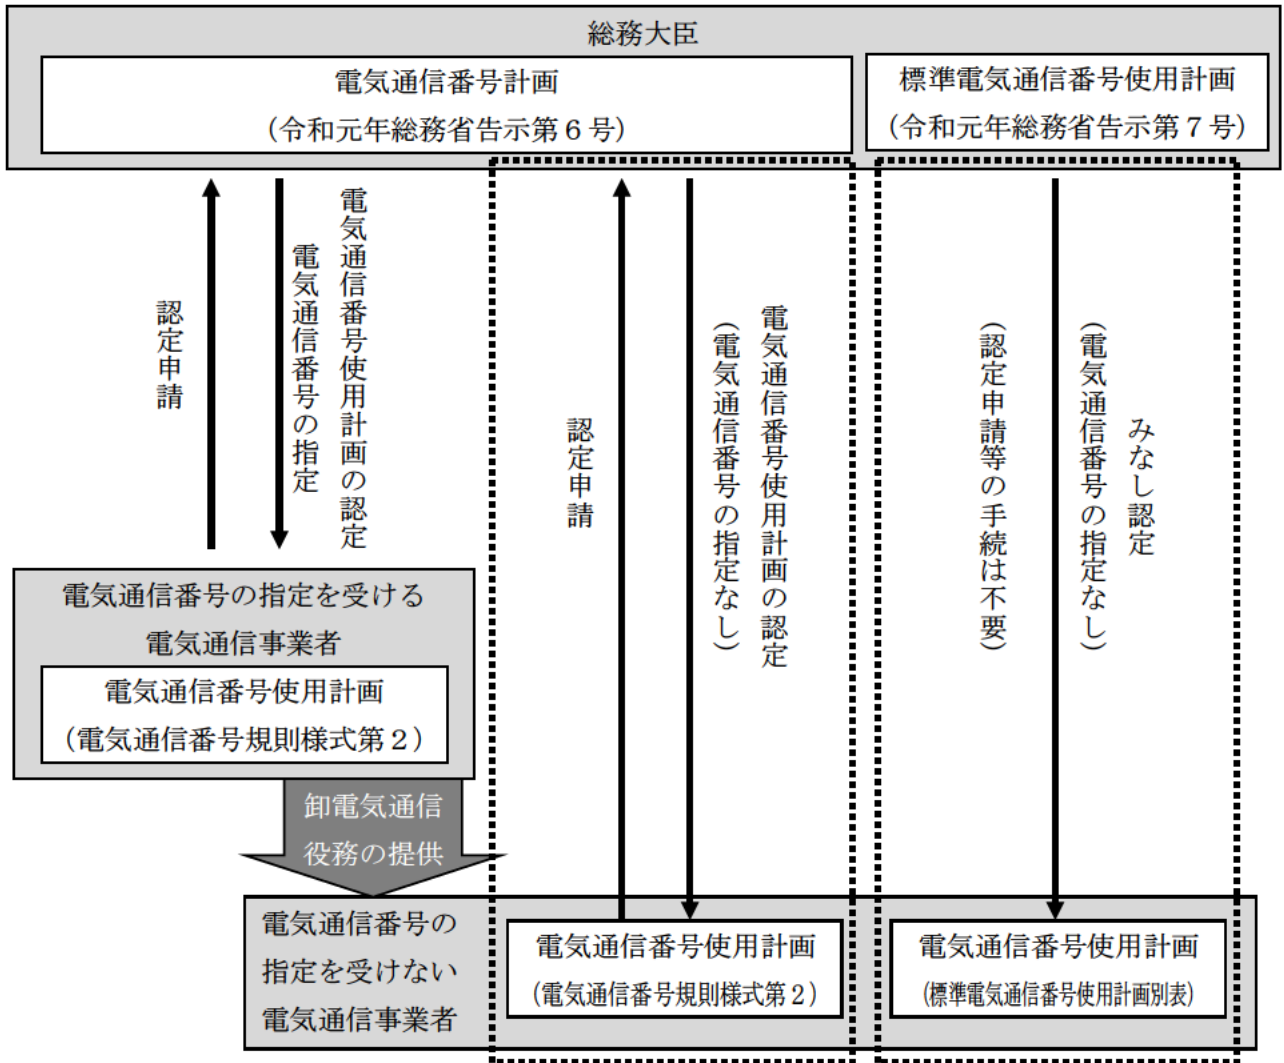 総務大臣
電気通信番号計画
（令和元年総務省告示第６号）
標準電気通信番号使用計画
（令和元年総務省告示第７号）
認定申請
電気通信番号使用計画の認定
電気通信番号の指定
認定申請
電気通信番号使用計画の認定
（電気通信番号の指定なし）
みなし認定
（電気通信番号の指定なし）
（認定申請等の手続は不要）
電気通信番号の指定を受ける
電気通信事業者
電気通信番号使用計画
（電気通信番号規則様式第２）
卸電気通信
役務の提供
電気通信番号の
指定を受けない
電気通信事業者
電気通信番号使用計画
（電気通信番号規則様式第２）
電気通信番号使用計画
（標準電気通信番号使用計画別表）